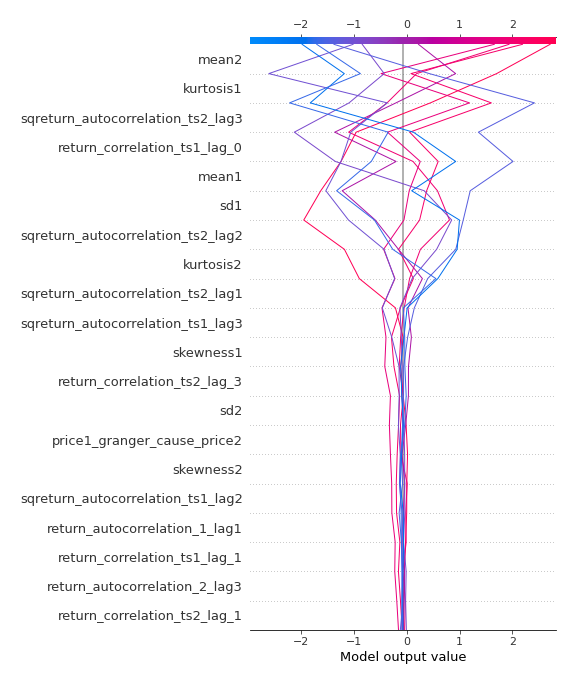 −2 −1 0 1 2
mean2
kurtosis1
sqreturn_autocorrelation_ts2_lag3
return_correlation_ts1_lag_0
mean1
sd1
sqreturn_autocorrelation_ts2_lag2
kurtosis2
sqreturn_autocorrelation_ts2_lag1
sqreturn_autocorrelation_ts1_lag3
skewness1
return_correlation_ts2_lag_3
sd2
price1_granger_cause_price2
skewness2
sqreturn_autocorrelation_ts1_lag2
return_autocorrelation_1_lag1
return_correlation_ts1_lag_1
return_autocorrelation_2_lag3
return_correlation_ts2_lag_1
−2 −1 0 1 2
Model output value